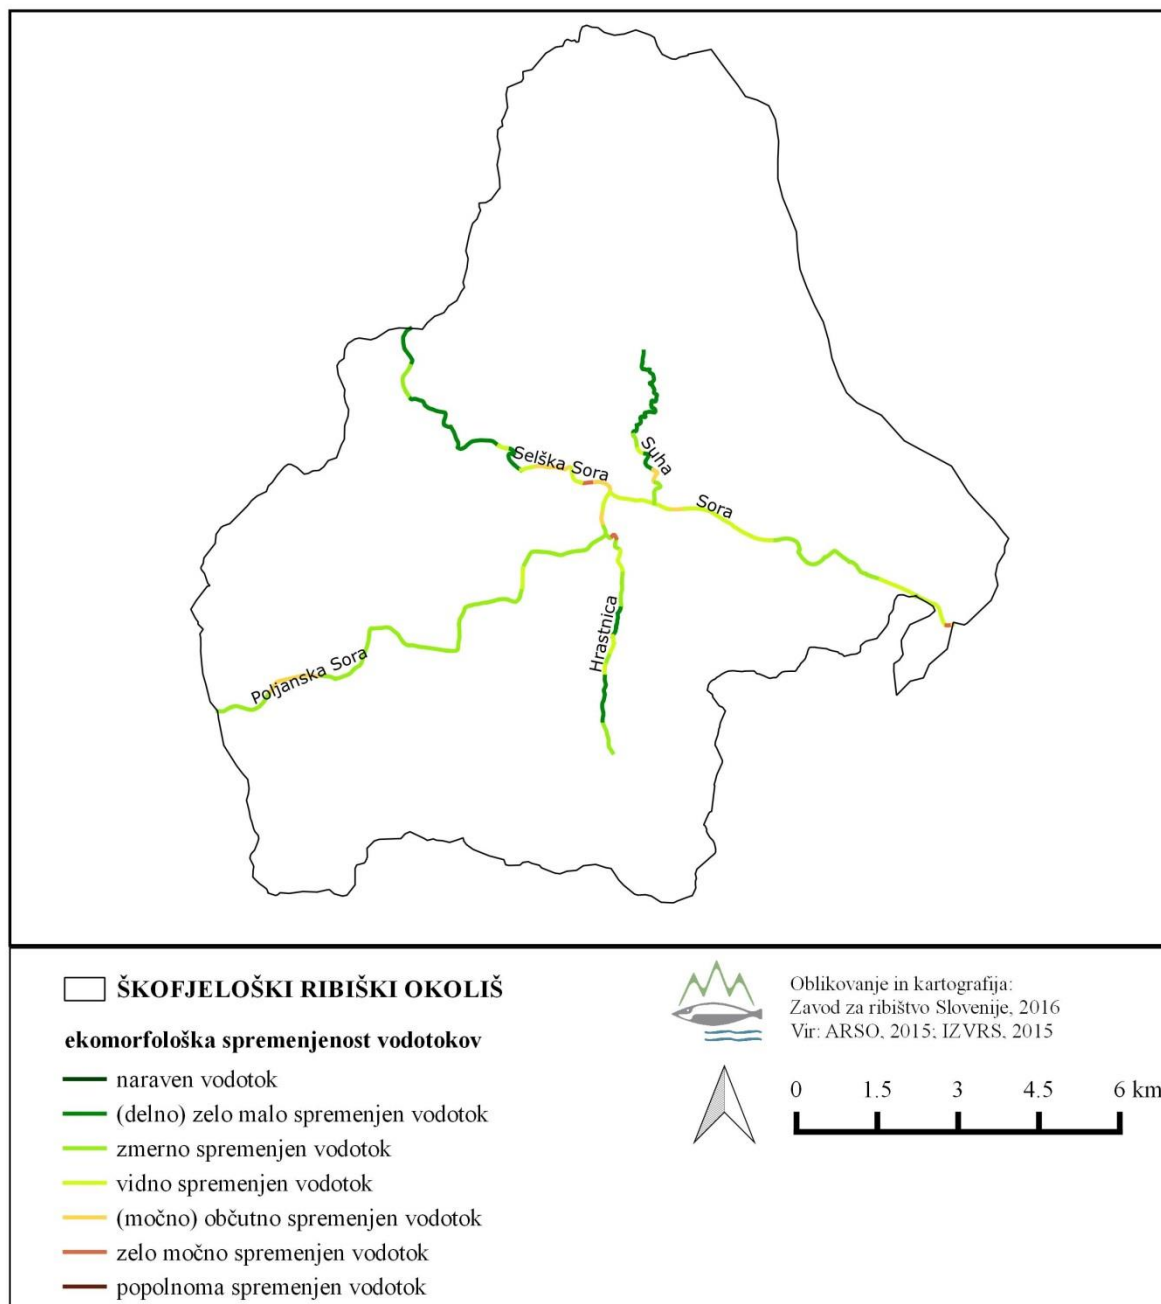 Selška Sora
Suha
Sora
Hrastnica
Poljanska Sora
ŠKOFJELOŠKI RIBIŠKI OKOLIŠ
ekomorfološka spremenjenost vodotokov
naraven vodotok
(delno) zelo malo spremenjen vodotok
zmerno spremenjen vodotok
vidno spremenjen vodotok
(močno) občutno spremenjen vodotok
zelo močno spremenjen vodotok
popolnoma spremenjen vodotok
Oblikovanje in kartografija:
Zavod za ribištvo Slovenije, 2016
Vir: ARSO, 2015; IZVRS, 2015
0 1.5 3 4.5 6 km